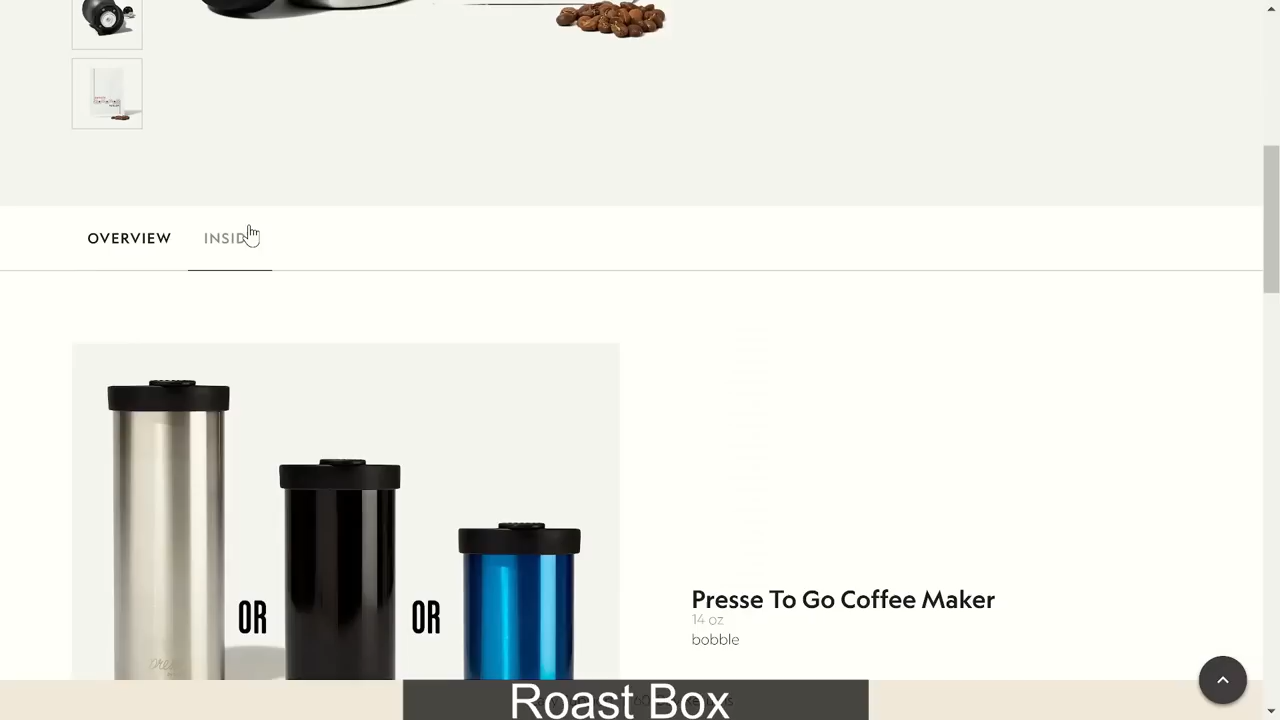 OVERVIEW
INSIDE
OR
OR
Presse To Go Coffee Maker
14 oz
bobble
Roast Box